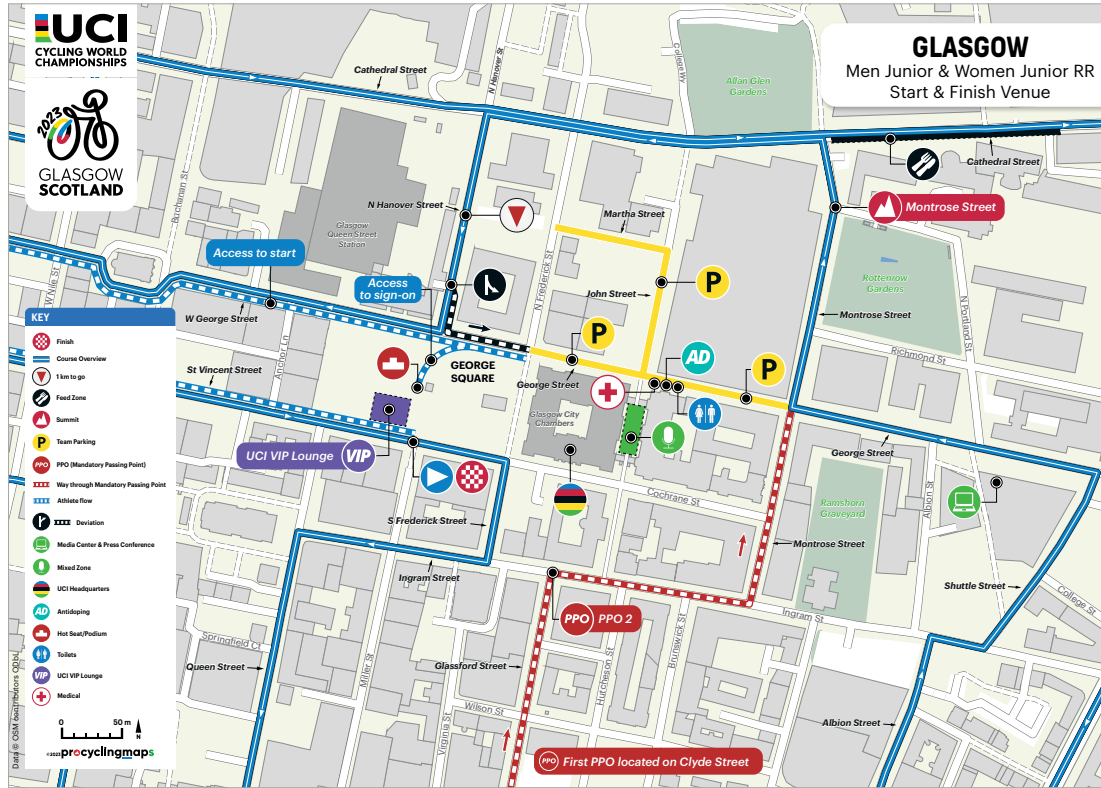 UCI
CYCLING WORLD
CHAMPIONSHIPS
2023
GLASGOW
SCOTLAND
GLASGOW
Men Junior & Women Junior RR
Start & Finish Venue
Cathedral Street
N Hanover St
College Wy
Allan Glen
Gardens
Cathedral Street
Buchanan St
N Hanover Street
Glasgow
Queen Street
Station
Martha Street
Montrose Street
Access to start
Access
to sign-on
N Frederick St
John Street
P
Rottenrow
Gardens
N Portland St
W Nile St
W George Street
Montrose Street
Richmond St
KEY
Finish
Course Overview
1 km to go
Feed Zone
Summit
P
Team Parking
PPO
PPO (Mandatory Passing Point)
Way through Mandatory Passing Point
Athlete flow
Deviation
Media Center & Press Conference
Mixed Zone
UCI Headquarters
AD
Antidoping
Hot Seat/Podium
Toilets
VIP
UCI VIP Lounge
Medical
0 50 m
N
©2023 procyclingmaps
Data © OSM contributors ODbL
Anchor Ln
St Vincent Street
GEORGE
SQUARE
P
AD
P
George Street
Glasgow City
Chambers
UCI VIP Lounge VIP
George Street
Cochrane St
Ramshorn
Graveyard
Albion St
S Frederick Street
Montrose Street
Ingram Street
Shuttle Street
College St
PPO PPO 2
Ingram St
Springfield Ct
Queen Street
Miller St
Glassford Street
Hutcheson St
Brunswick St
Wilson St
Virginia St
Albion Street
PPO First PPO located on Clyde Street